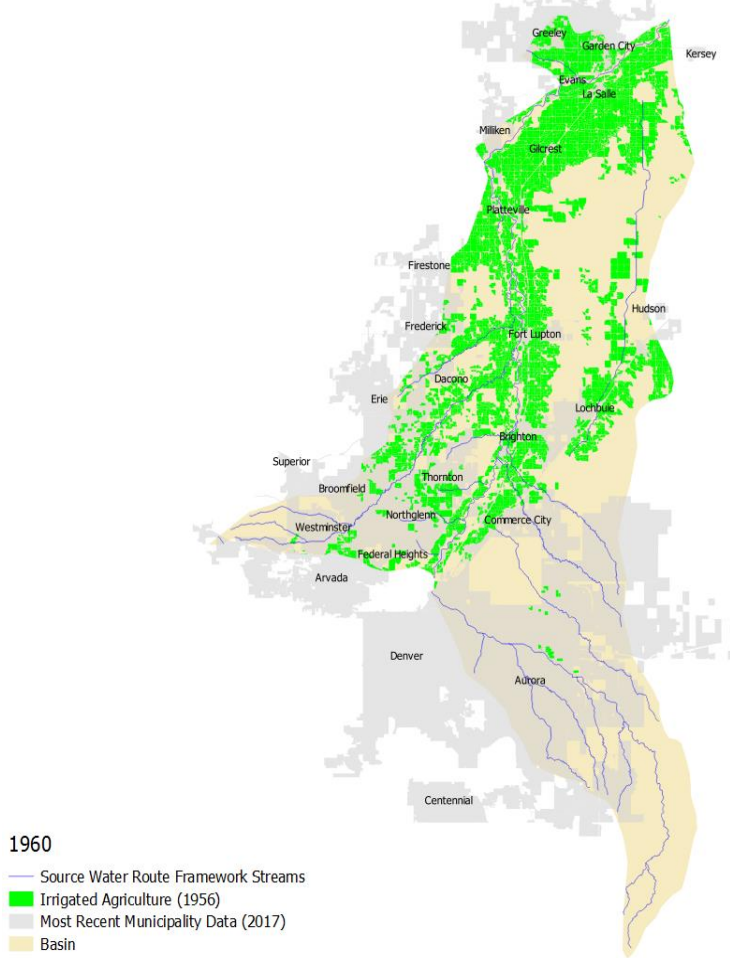 Greeley
Garden City
Kersey
Evans
La Salle
Milliken
Gilcrest
Platteville
Firestone
Hudson
Frederick
Fort Lupton
Dacono
Erie
Lochbuie
Brighton
Superior
Thornton
Broomfield
Northglenn
Commerce City
Westminster
Federal Heights
Arvada
Denver
Aurora
Centennial
1960
Source Water Route Framework Streams
Irrigated Agriculture (1956)
Most Recent Municipality Data (2017)
Basin